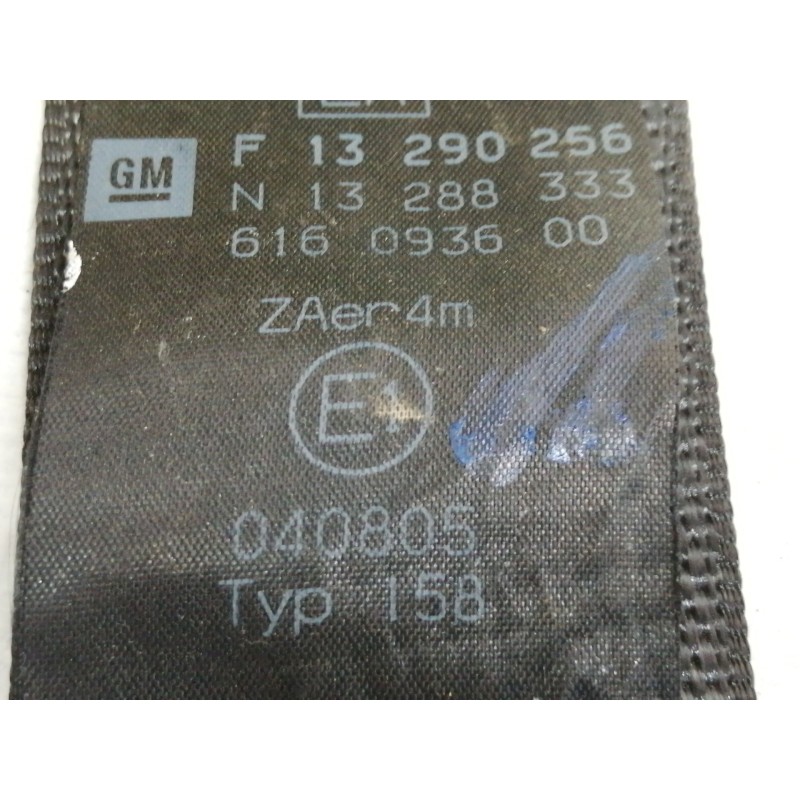 F 13 290 256
GM
N 13 288 333
616 0936 00
ZAer4m
E1
040805
Typ 158